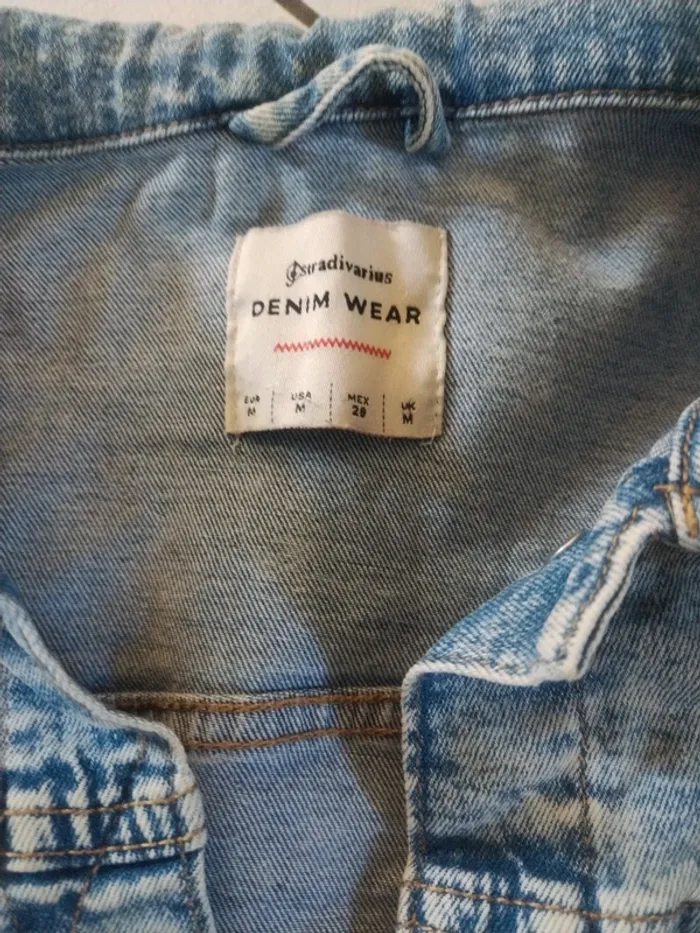 Stradivarius
DENIM WEAR
EUR USA MEX UK
M M 28 M